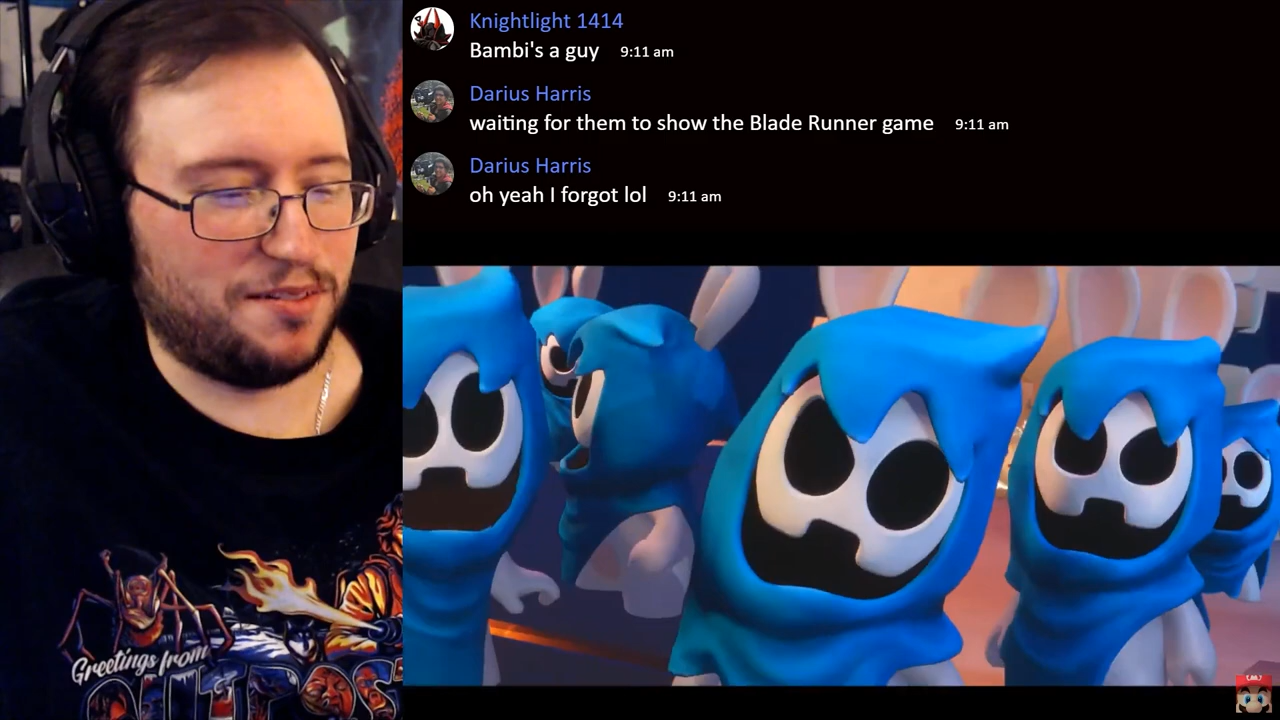 Knightlight 1414
Bambi's a guy 9:11 am
Darius Harris
waiting for them to show the Blade Runner game 9:11 am
Darius Harris
oh yeah I forgot lol 9:11 am
Greetings from